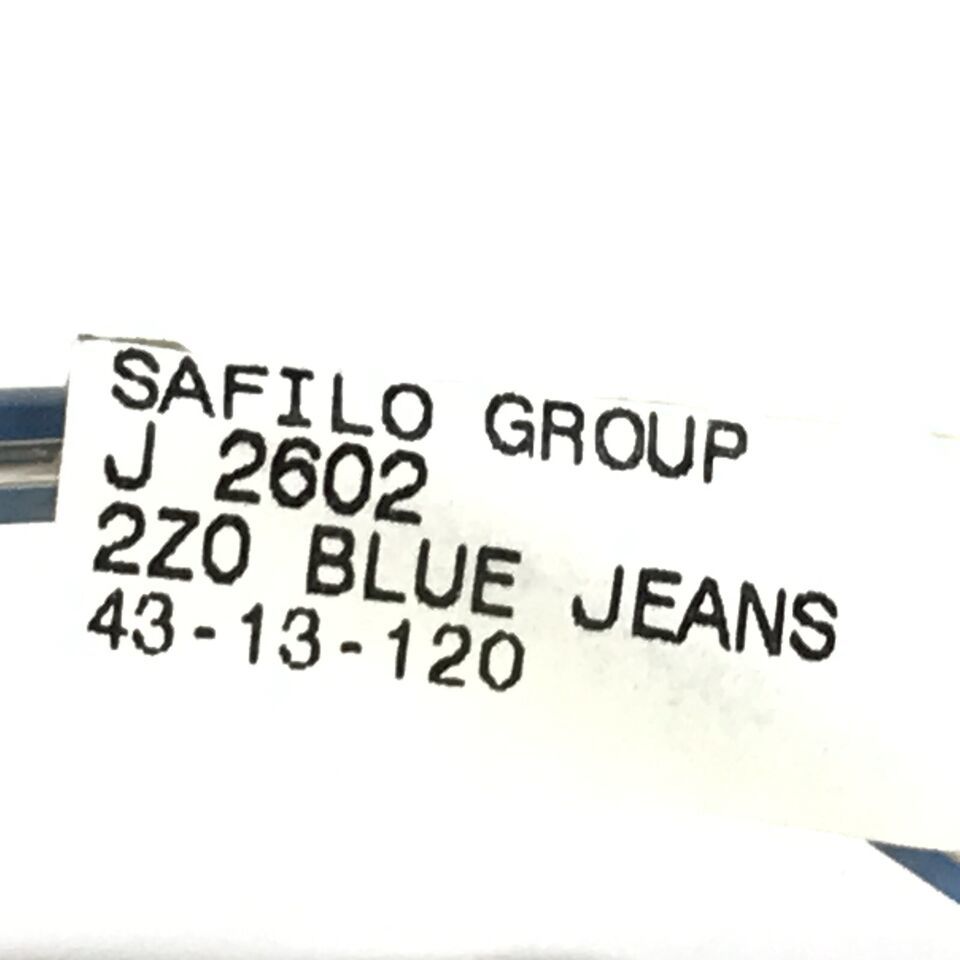 SAFILO GROUP
J 2602
2Z0 BLUE JEANS
43-13-120